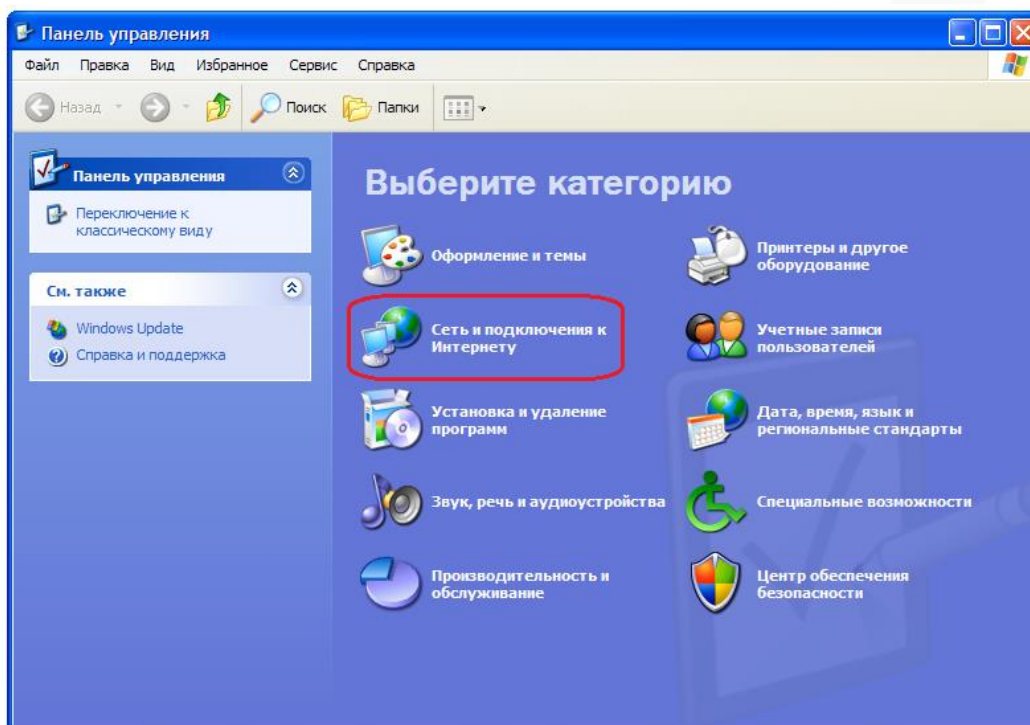 Панель управления
Файл Правка Вид Избранное Сервис Справка
Назад Поиск Папки
Панель управления
Переключение к
классическому виду
См. также
Windows Update
Справка и поддержка
Выберите категорию
Оформление и темы
Принтеры и другое
оборудование
Сеть и подключения к
Интернету
Учетные записи
пользователей
Установка и удаление
программ
Дата, время, язык и
региональные стандарты
Звук, речь и аудиоустройства
Специальные возможности
Производительность и
обслуживание
Центр обеспечения
безопасности